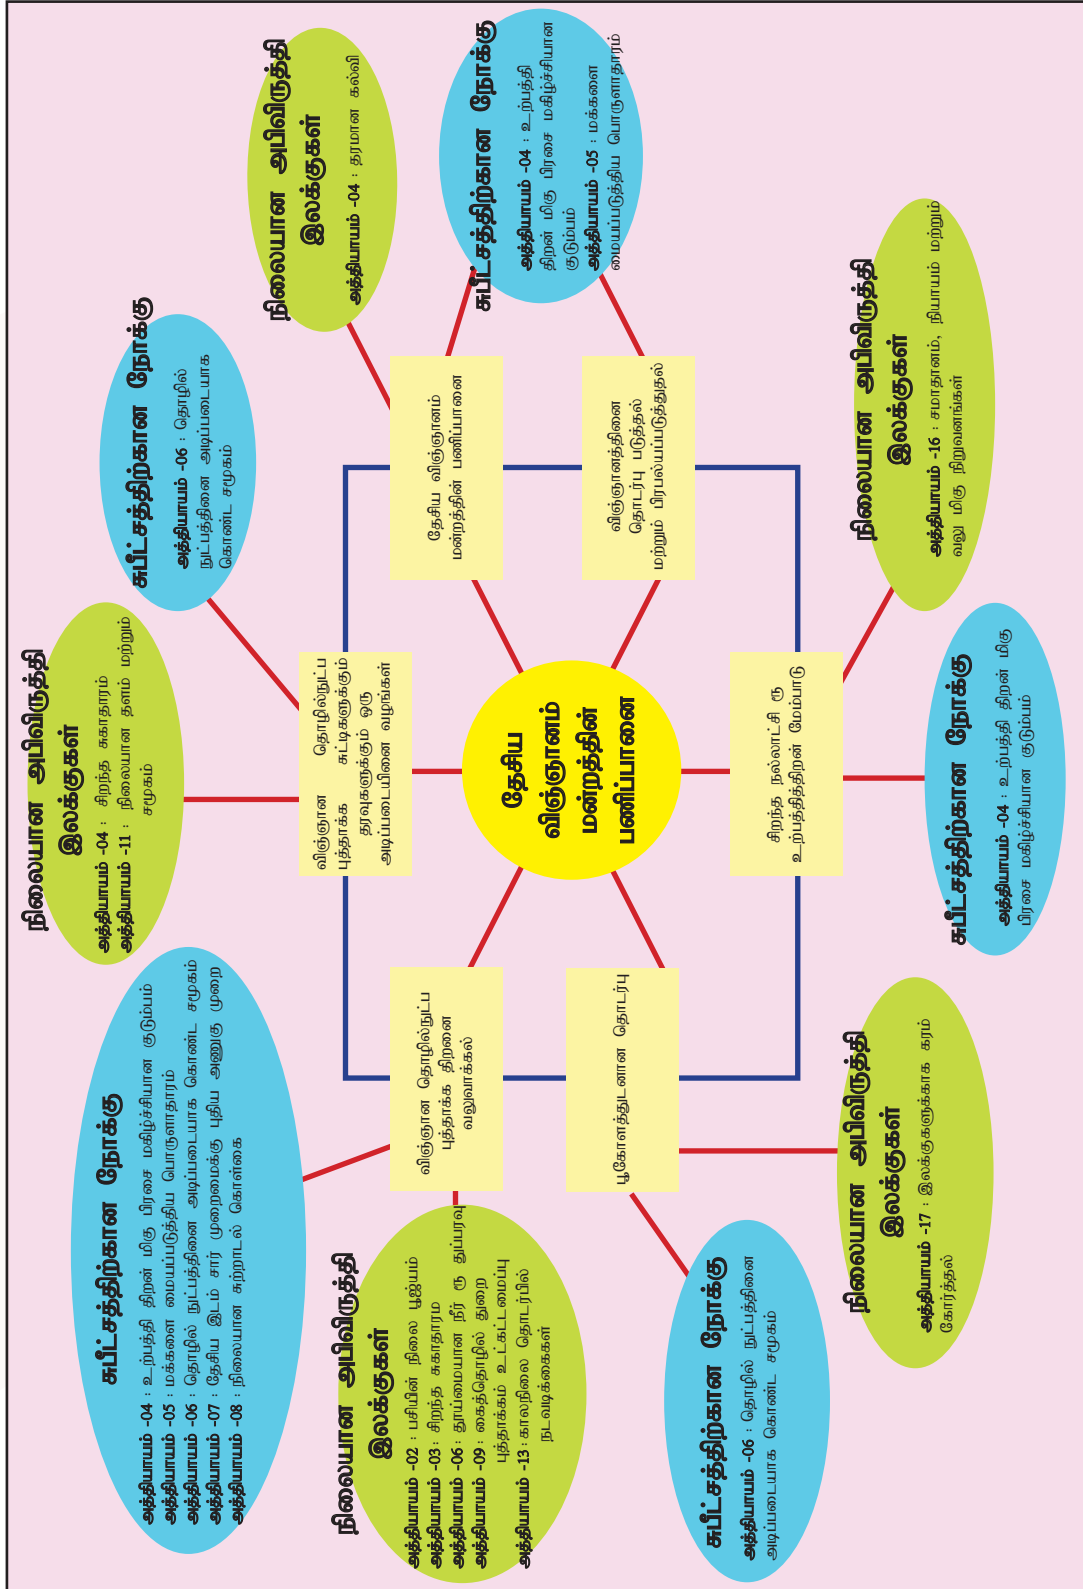 சுபீட்சத்திற்கான நோக்கு
அத்தியாயம் -04 : உற்பத்தி திறன் மிகு பிரசை மகிழ்ச்சியான குடும்பம்
அத்தியாயம் -05 : மக்களை மையப்படுத்திய பொருளாதாரம்
அத்தியாயம் -06 : தொழில் நுட்பத்தினை அடிப்படையாக கொண்ட சமூகம்
அத்தியாயம் -07 : தேசிய இடம் சார் முறைமைக்கு புதிய அணுகு முறை
அத்தியாயம் -08 : நிலையான சுற்றாடல் கொள்கை
நிலையான அபிவிருத்தி
இலக்குகள்
அத்தியாயம் -04 : சிறந்த சுகாதாரம்
அத்தியாயம் -11 : நிலையான தளம் மற்றும்
சமூகம்
சுபீட்சத்திற்கான நோக்கு
அத்தியாயம் -06 : தொழில்
நுட்பத்தினை அடிப்படையாக
கொண்ட சமூகம்
நிலையான அபிவிருத்தி
இலக்குகள்
அத்தியாயம் -04 : தரமான கல்வி
நிலையான அபிவிருத்தி
இலக்குகள்
அத்தியாயம் -02 : பசியின் நிலை பூஜ்யம்
அத்தியாயம் -03 : சிறந்த சுகாதாரம
அத்தியாயம் -06 : தூய்மையான நீர் ரூ துப்பரவு
அத்தியாயம் -09 : கைத்தொழில் துறை
புத்தாக்கம் உட்கட்டமைப்பு
அத்தியாயம் -13 : காலநிலை தொடர்பில்
நடவடிக்கைகள்
விஞ்ஞான தொழில்நுட்ப
புத்தாக்க திறனை
வலுவாக்கல்
விஞ்ஞான தொழில்நுட்ப
புத்தாக்க சுட்டிகளுக்கும்
தரவுகளுக்கும் ஒரு
அடிப்படையினை வழங்கள்
தேசிய விஞ்ஞானம்
மன்றத்தின் பணிப்பானை
சுபீட்சத்திற்கான நோக்கு
அத்தியாயம் -04 : உற்பத்தி
திறன் மிகு பிரசை மகிழ்ச்சியான
குடும்பம்
அத்தியாயம் -05 : மக்களை
மையப்படுத்திய பொருளாதாரம்
தேசிய
விஞ்ஞானம்
மன்றத்தின்
பணிப்பானை
பூகோளத்துடனான தொடர்பு
விஞ்ஞானத்தினை
தொடர்பு படுத்தல்
மற்றும் பிரபல்யப்படுத்துதல்
சிறந்த நல்லாட்சி ரூ
உற்பத்தித்திறன் மேம்பாடு
சுபீட்சத்திற்கான நோக்கு
அத்தியாயம் -06 : தொழில் நுட்பத்தினை
அடிப்படையாக கொண்ட சமூகம்
நிலையான அபிவிருத்தி
இலக்குகள்
அத்தியாயம் -17 : இலக்குகளுக்காக கரம்
கோர்த்தல்
சுபீட்சத்திற்கான நோக்கு
அத்தியாயம் -04 : உற்பத்தி திறன் மிகு
பிரசை மகிழ்ச்சியான குடும்பம்
நிலையான அபிவிருத்தி
இலக்குகள்
அத்தியாயம் -16 : சமாதானம், நியாயம் மற்றும்
வலு மிகு நிறுவனங்கள்